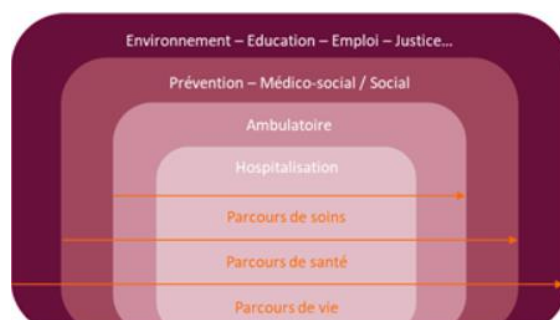 Environnement – Education – Emploi – Justice...
Prévention – Médico-social / Social
Ambulatoire
Hospitalisation
Parcours de soins
Parcours de santé
Parcours de vie